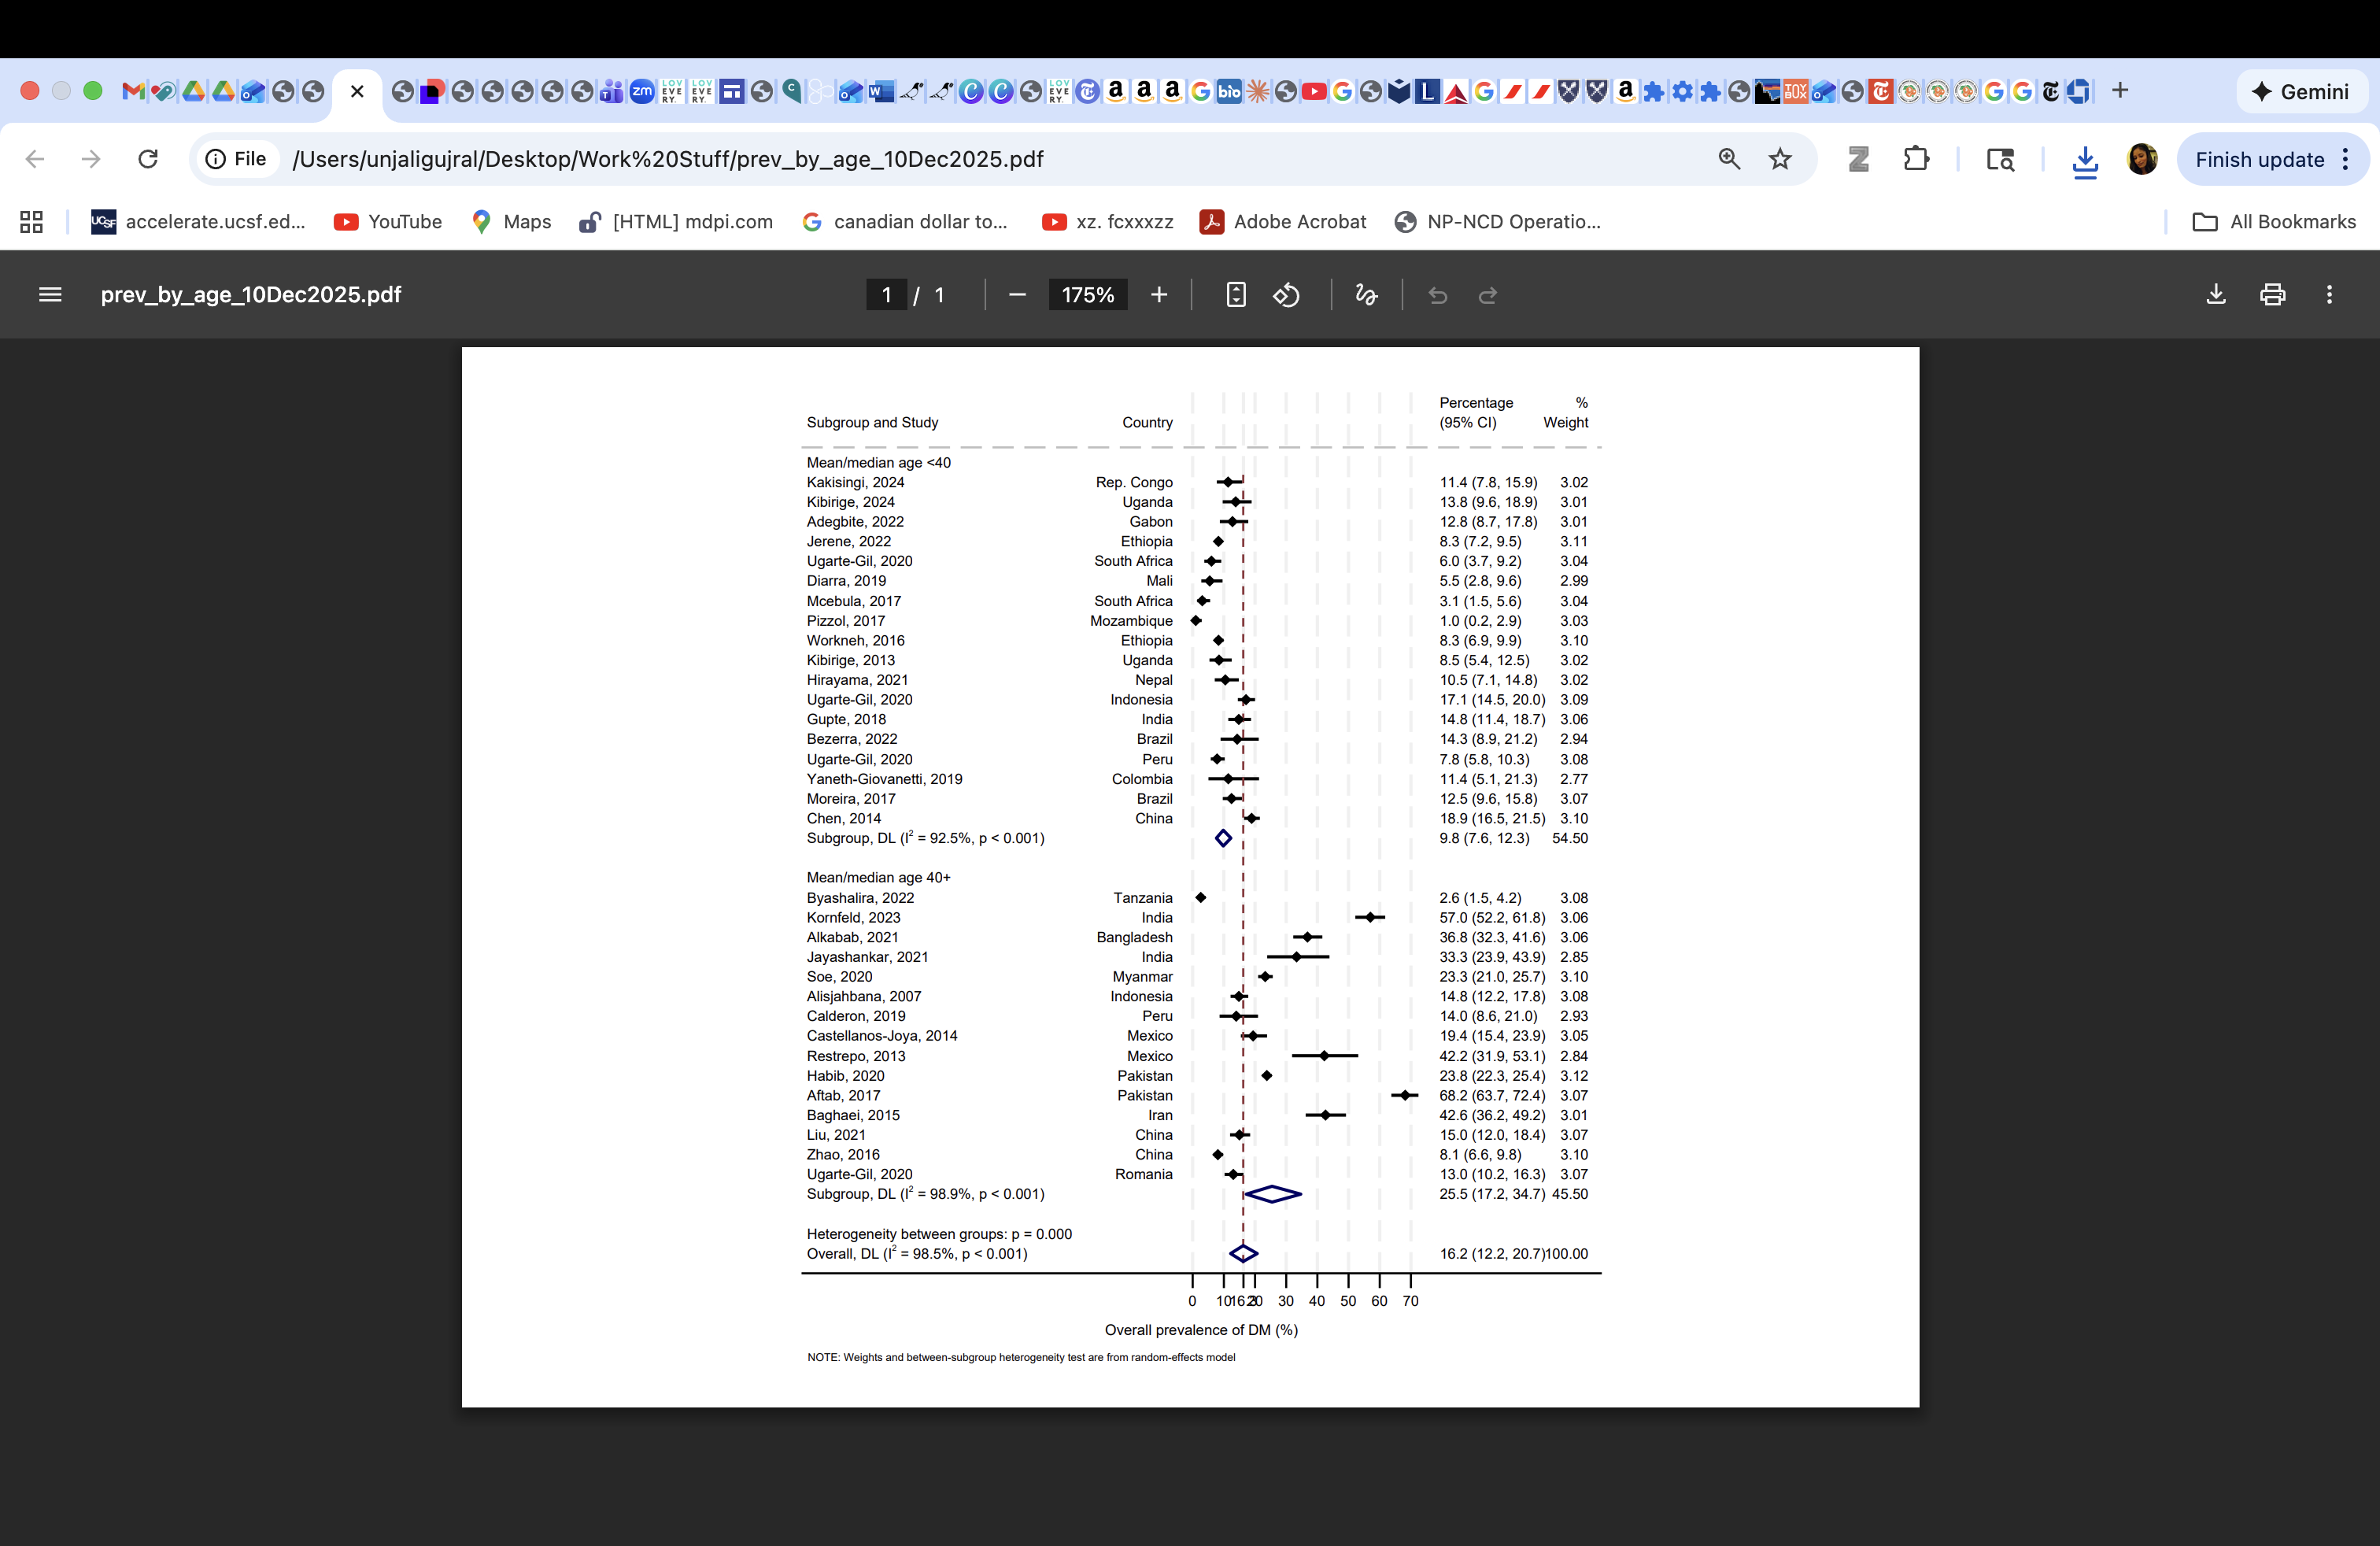 Gemini
File /Users/unjaligujral/Desktop/Work%20Stuff/prev_by_age_10Dec2025.pdf Finish update
accelerate.ucsf.ed... YouTube Maps [HTML] mdpi.com canadian dollar to... xz. fcxxxzz Adobe Acrobat NP-NCD Operatio... All Bookmarks
prev_by_age_10Dec2025.pdf 1 / 1 175%
Percentage %
Subgroup and Study Country (95% CI) Weight
Mean/median age <40
Kakisingi, 2024 Rep. Congo 11.4 (7.8, 15.9) 3.02
Kibirige, 2024 Uganda 13.8 (9.6, 18.9) 3.01
Adegbite, 2022 Gabon 12.8 (8.7, 17.8) 3.01
Jerene, 2022 Ethiopia 8.3 (7.2, 9.5) 3.11
Ugarte-Gil, 2020 South Africa 6.0 (3.7, 9.2) 3.04
Diarra, 2019 Mali 5.5 (2.8, 9.6) 2.99
Mcebula, 2017 South Africa 3.1 (1.5, 5.6) 3.04
Pizzol, 2017 Mozambique 1.0 (0.2, 2.9) 3.03
Workneh, 2016 Ethiopia 8.3 (6.9, 9.9) 3.10
Kibirige, 2013 Uganda 8.5 (5.4, 12.5) 3.02
Hirayama, 2021 Nepal 10.5 (7.1, 14.8) 3.02
Ugarte-Gil, 2020 Indonesia 17.1 (14.5, 20.0) 3.09
Gupte, 2018 India 14.8 (11.4, 18.7) 3.06
Bezerra, 2022 Brazil 14.3 (8.9, 21.2) 2.94
Ugarte-Gil, 2020 Peru 7.8 (5.8, 10.3) 3.08
Yaneth-Giovanetti, 2019 Colombia 11.4 (5.1, 21.3) 2.77
Moreira, 2017 Brazil 12.5 (9.6, 15.8) 3.07
Chen, 2014 China 18.9 (16.5, 21.5) 3.10
Subgroup, DL (I² = 92.5%, p < 0.001) 9.8 (7.6, 12.3) 54.50
Mean/median age 40+
Byashalira, 2022 Tanzania 2.6 (1.5, 4.2) 3.08
Kornfeld, 2023 India 57.0 (52.2, 61.8) 3.06
Alkabab, 2021 Bangladesh 36.8 (32.3, 41.6) 3.06
Jayashankar, 2021 India 33.3 (23.9, 43.9) 2.85
Soe, 2020 Myanmar 23.3 (21.0, 25.7) 3.10
Alisjahbana, 2007 Indonesia 14.8 (12.2, 17.8) 3.08
Calderon, 2019 Peru 14.0 (8.6, 21.0) 2.93
Castellanos-Joya, 2014 Mexico 19.4 (15.4, 23.9) 3.05
Restrepo, 2013 Mexico 42.2 (31.9, 53.1) 2.84
Habib, 2020 Pakistan 23.8 (22.3, 25.4) 3.12
Aftab, 2017 Pakistan 68.2 (63.7, 72.4) 3.07
Baghaei, 2015 Iran 42.6 (36.2, 49.2) 3.01
Liu, 2021 China 15.0 (12.0, 18.4) 3.07
Zhao, 2016 China 8.1 (6.6, 9.8) 3.10
Ugarte-Gil, 2020 Romania 13.0 (10.2, 16.3) 3.07
Subgroup, DL (I² = 98.9%, p < 0.001) 25.5 (17.2, 34.7) 45.50
Heterogeneity between groups: p = 0.000
Overall, DL (I² = 98.5%, p < 0.001) 16.2 (12.2, 20.7)100.00
0 10 20 30 40 50 60 70
Overall prevalence of DM (%)
NOTE: Weights and between-subgroup heterogeneity test are from random-effects model